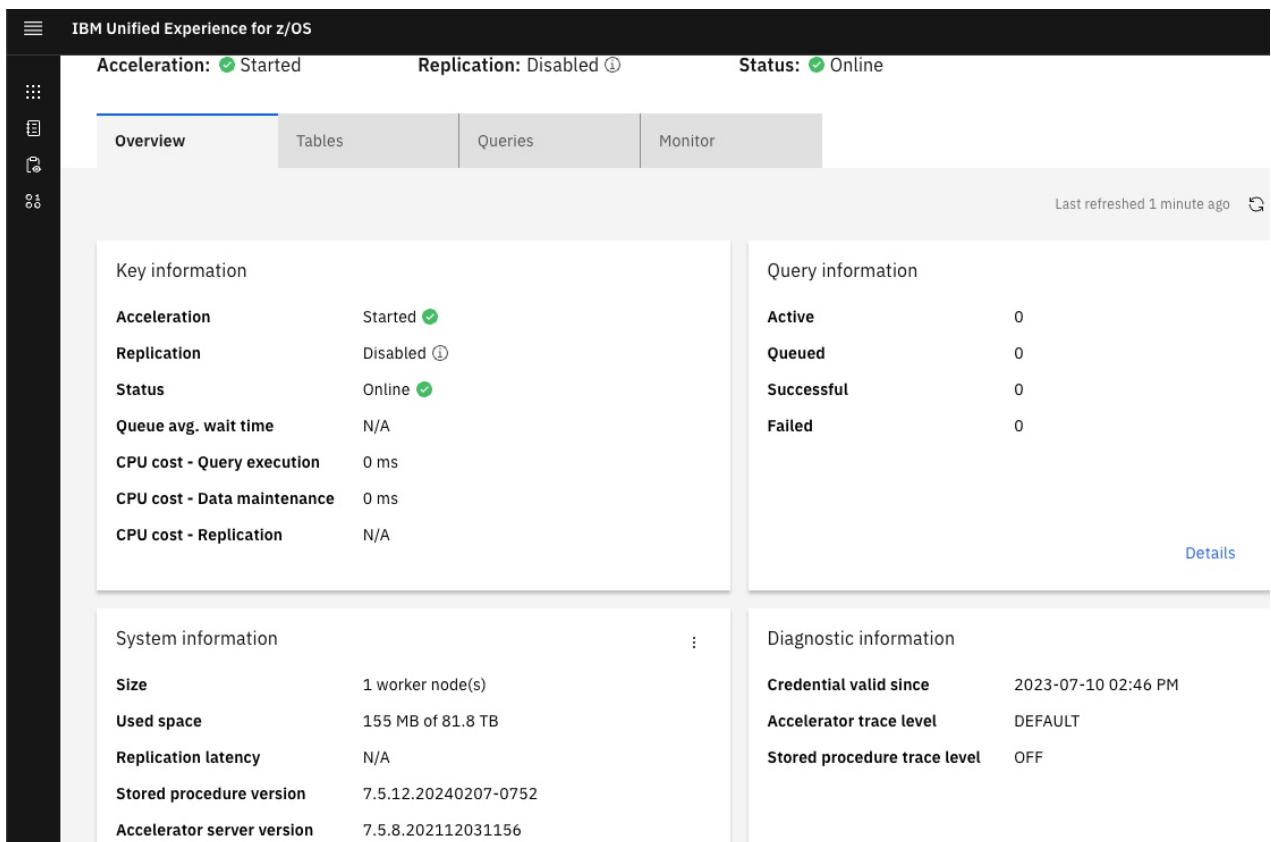 IBM Unified Experience for z/OS
Acceleration: Started Replication: Disabled Status: Online
Overview Tables Queries Monitor
Last refreshed 1 minute ago
Key information
Acceleration Started
Replication Disabled
Status Online
Queue avg. wait time N/A
CPU cost - Query execution 0 ms
CPU cost - Data maintenance 0 ms
CPU cost - Replication N/A
Query information
Active 0
Queued 0
Successful 0
Failed 0
Details
System information
Size 1 worker node(s)
Used space 155 MB of 81.8 TB
Replication latency N/A
Stored procedure version 7.5.12.20240207-0752
Accelerator server version 7.5.8.202112031156
Diagnostic information
Credential valid since 2023-07-10 02:46 PM
Accelerator trace level DEFAULT
Stored procedure trace level OFF